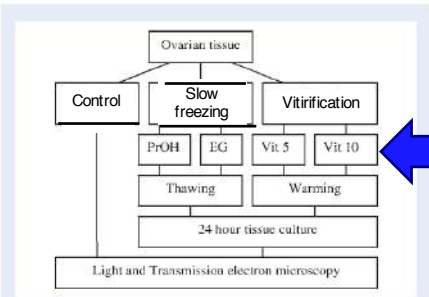 Ovarian tissue
Control
Slow
freezing
Vitirification
PrOH
EG
Vit 5
Vit 10
Thawing
Warming
24 hour tissue culture
Light and Transmission electron microscopy